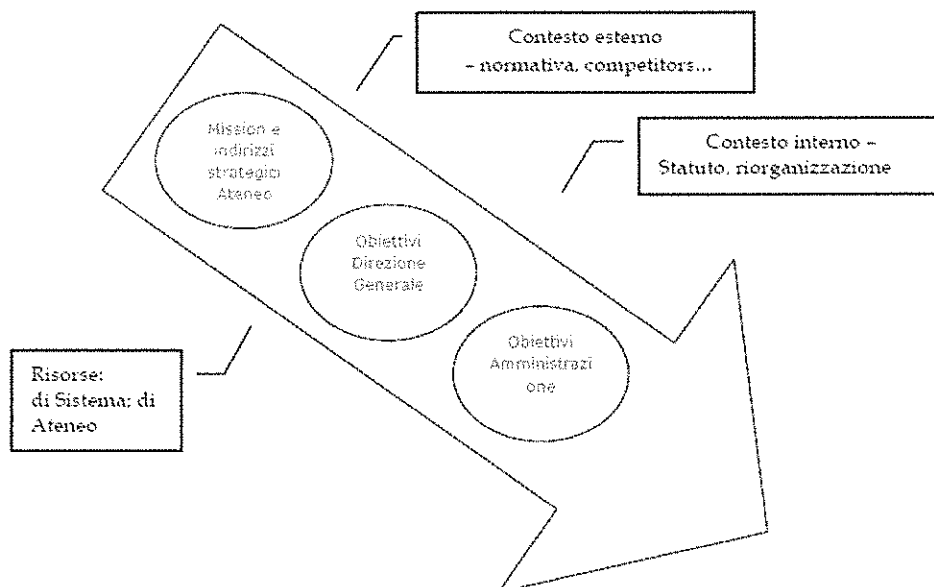 Contesto esterno
– normativa, competitors...
Mission e
indirizzi
strategici
Ateneo
Contesto interno –
Statuto, riorganizzazione
Obiettivi
Direzione
Generale
Obiettivi
Amministrazi
one
Risorse:
di Sistema; di
Ateneo